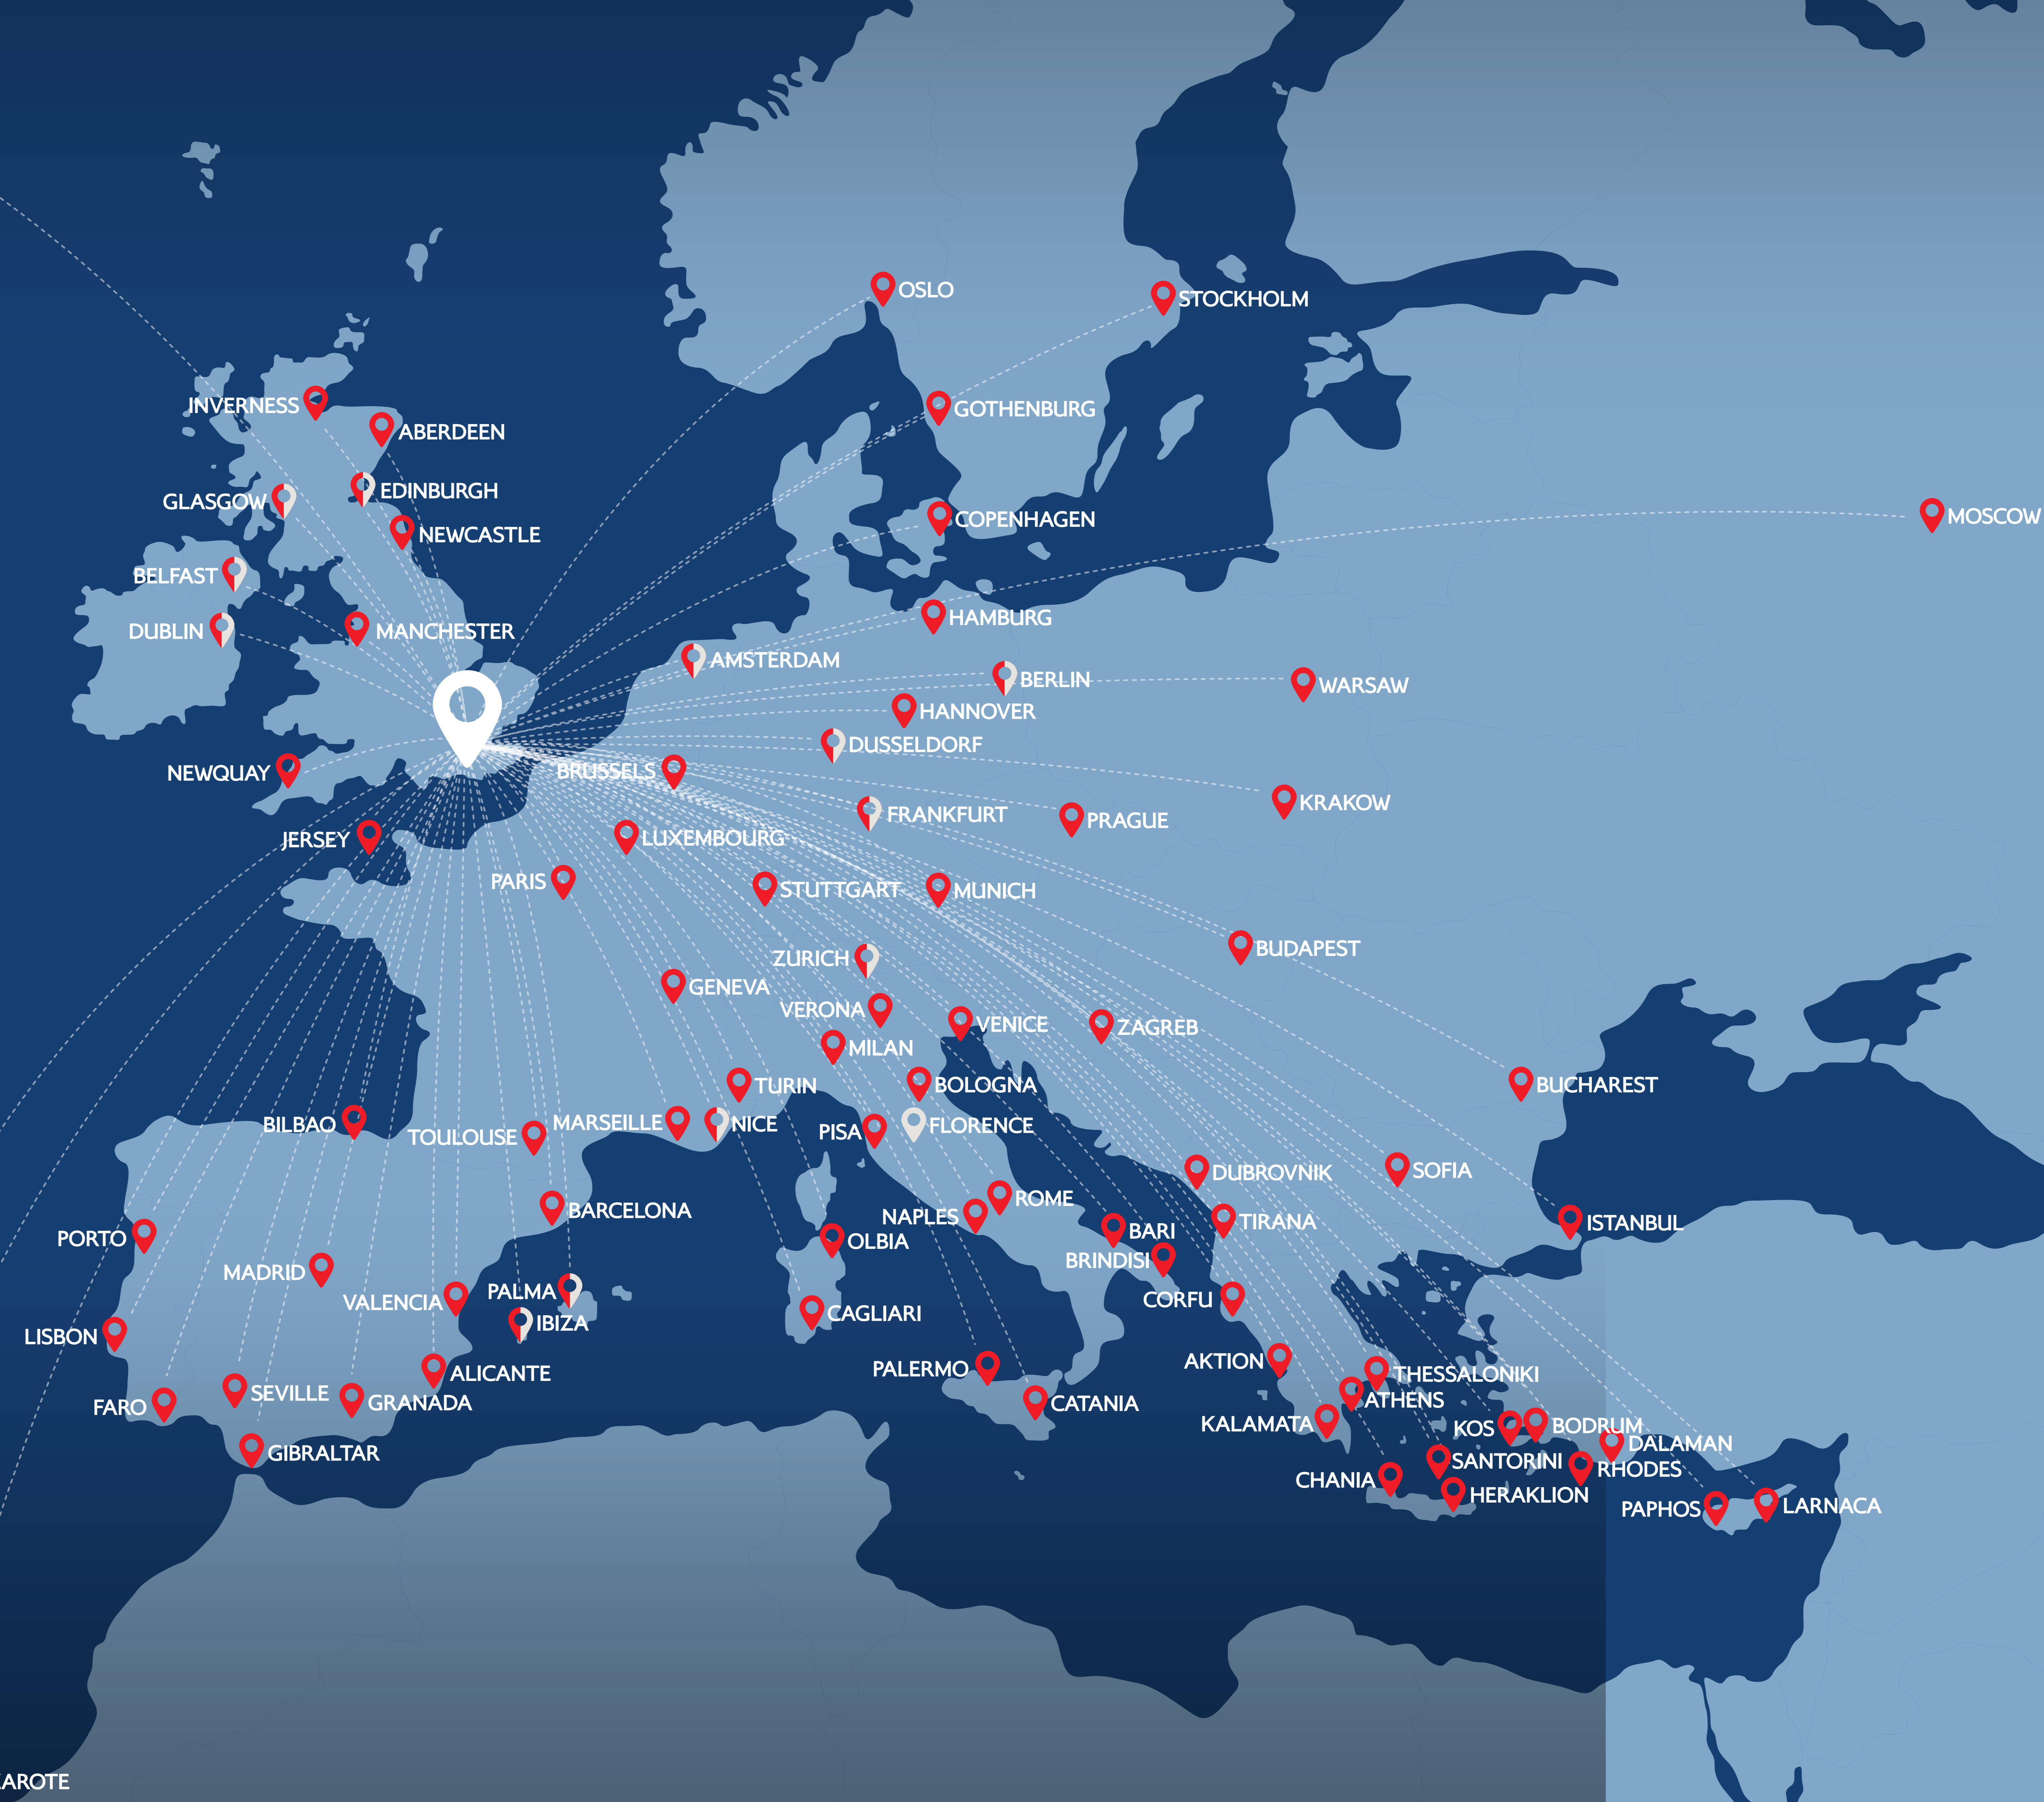 OSLO
STOCKHOLM
INVERNESS
GOTHENBURG
ABERDEEN
EDINBURGH
GLASGOW
MOSCOW
COPENHAGEN
NEWCASTLE
BELFAST
HAMBURG
DUBLIN
MANCHESTER
AMSTERDAM
BERLIN
WARSAW
HANNOVER
DUSSELDORF
BRUSSELS
NEWQUAY
KRAKOW
FRANKFURT
PRAGUE
LUXEMBOURG
JERSEY
PARIS
STUTTGART
MUNICH
BUDAPEST
ZURICH
GENEVA
VERONA
VENICE
ZAGREB
MILAN
TURIN
BOLOGNA
BUCHAREST
BILBAO
MARSEILLE
NICE
FLORENCE
PISA
TOULOUSE
SOFIA
DUBROVNIK
ROME
BARCELONA
NAPLES
TIRANA
ISTANBUL
BARI
PORTO
OLBIA
BRINDISI
MADRID
PALMA
CORFU
VALENCIA
CAGLIARI
IBIZA
LISBON
AKTION
PALERMO
ALICANTE
THESSALONIKI
SEVILLE
ATHENS
GRANADA
CATANIA
FARO
KALAMATA
BODRUM
KOS
DALAMAN
GIBRALTAR
SANTORINI
RHODES
CHANIA
HERAKLION
LARNACA
PAPHOS
AROTE